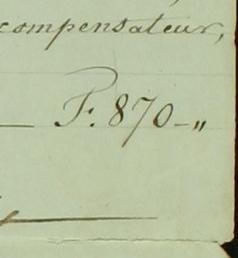 compensateur,
F. 870 – "